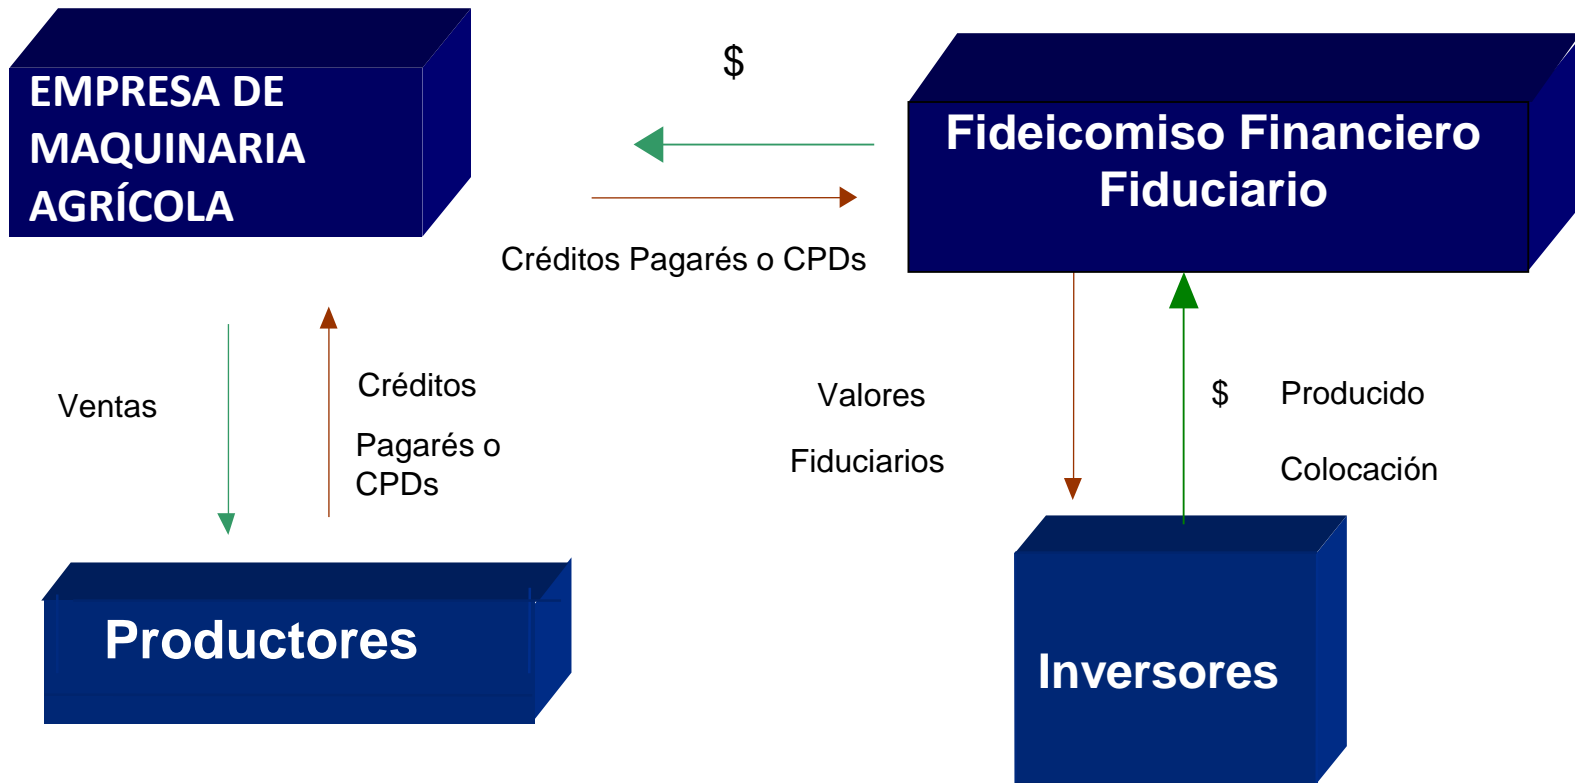 EMPRESA DE
MAQUINARIA
AGRÍCOLA
$
Fideicomiso Financiero
Fiduciario
Créditos Pagarés o CPDs
Ventas
Créditos
Pagarés o
CPDs
Valores
Fiduciarios
$ Producido
Colocación
Productores
Inversores